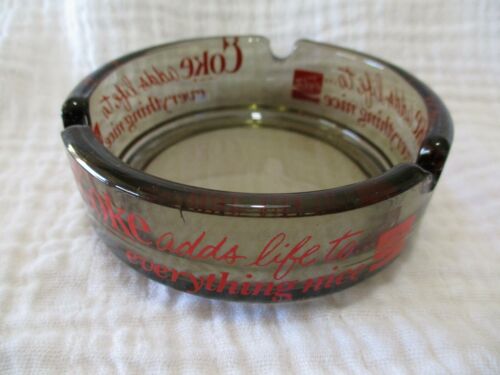 Coke adds life to...
everything nice